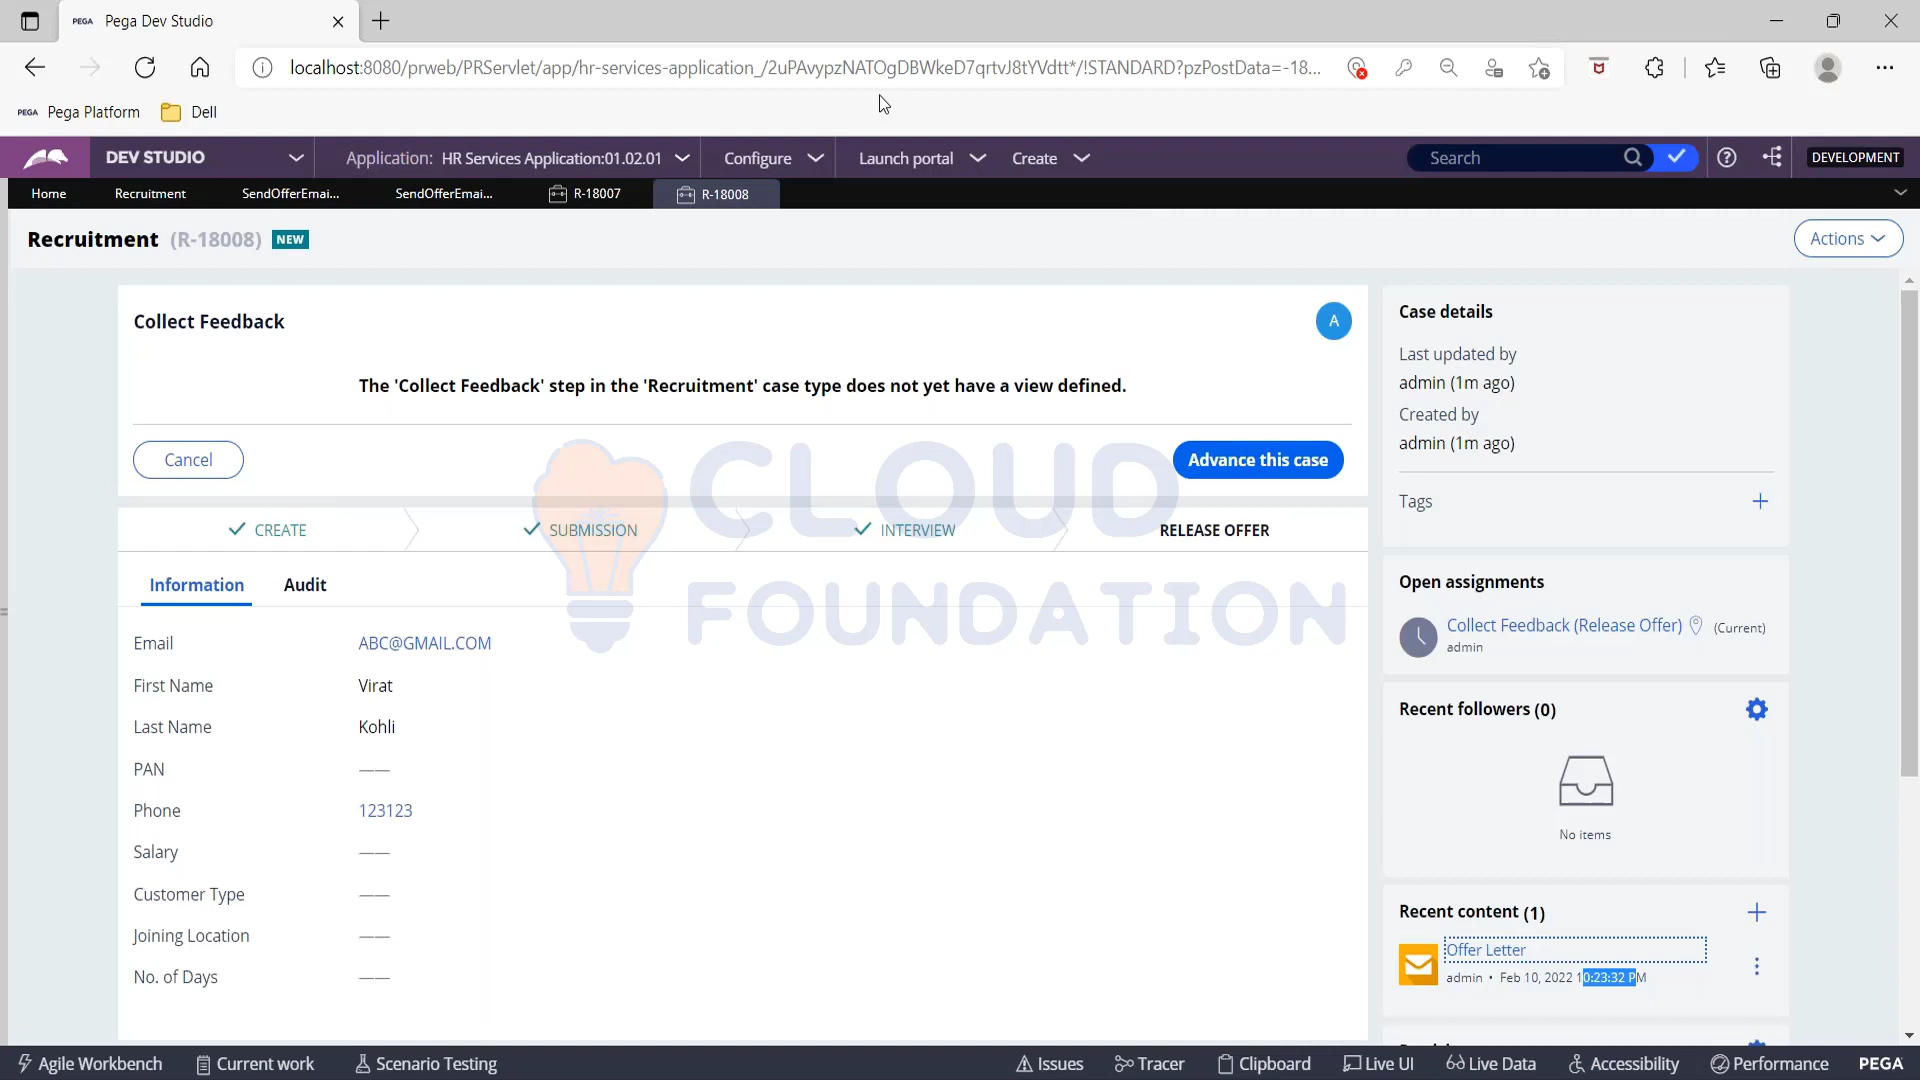 PEGA Pega Dev Studio
localhost:8080/prweb/PRServlet/app/hr-services-application_/2uPAvypzNATOgDBWkeD7qrtvJ8tYVdtt*/!STANDARD?pzPostData=-18...
PEGA Pega Platform Dell
DEV STUDIO Application: HR Services Application:01.02.01 Configure Launch portal Create Search DEVELOPMENT
Home Recruitment SendOfferEmai... SendOfferEmai... R-18007 R-18008
Recruitment (R-18008) NEW Actions
Collect Feedback
A
The 'Collect Feedback' step in the 'Recruitment' case type does not yet have a view defined.
Cancel Advance this case
CLOUD
FOUNDATION
CREATE SUBMISSION INTERVIEW RELEASE OFFER
Information Audit
Email ABC@GMAIL.COM
First Name Virat
Last Name Kohli
PAN ——
Phone 123123
Salary ——
Customer Type ——
Joining Location ——
No. of Days ——
Case details
Last updated by
admin (1m ago)
Created by
admin (1m ago)
Tags
Open assignments
Collect Feedback (Release Offer) (Current)
admin
Recent followers (0)
No items
Recent content (1)
Offer Letter
admin • Feb 10, 2022 10:23:32 PM
Agile Workbench Current work Scenario Testing Issues Tracer Clipboard Live UI Live Data Accessibility Performance PEGA